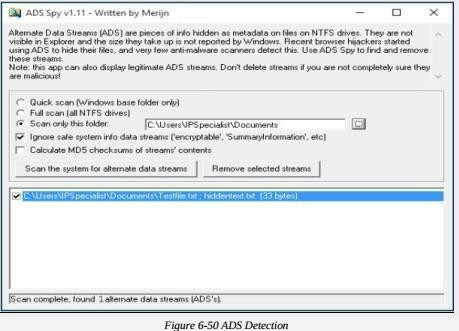 ADS Spy v1.11 - Written by Merijn
Alternate Data Streams (ADS) are pieces of info hidden as metadata on files on NTFS drives. They are not
visible in Explorer and the size they take up is not reported by Windows. Recent browser hijackers started
using ADS to hide their files, and very few anti-malware scanners detect this. Use ADS Spy to find and remove
these streams.
Note: this app can also display legitimate ADS streams. Don't delete streams if you are not completely sure they
are malicious!
Quick scan (Windows base folder only)
Full scan (all NTFS drives)
Scan only this folder: C:\Users\IPSpecialist\Documents
Ignore safe system info data streams ('encryptable', 'SummaryInformation', etc)
Calculate MD5 checksums of streams' contents
Scan the system for alternate data streams Remove selected streams
C:\Users\IPSpecialist\Documents\Testfile.txt : hiddentext.txt (33 bytes)
Scan complete, found 1 alternate data streams (ADS's).
Figure 6-50 ADS Detection